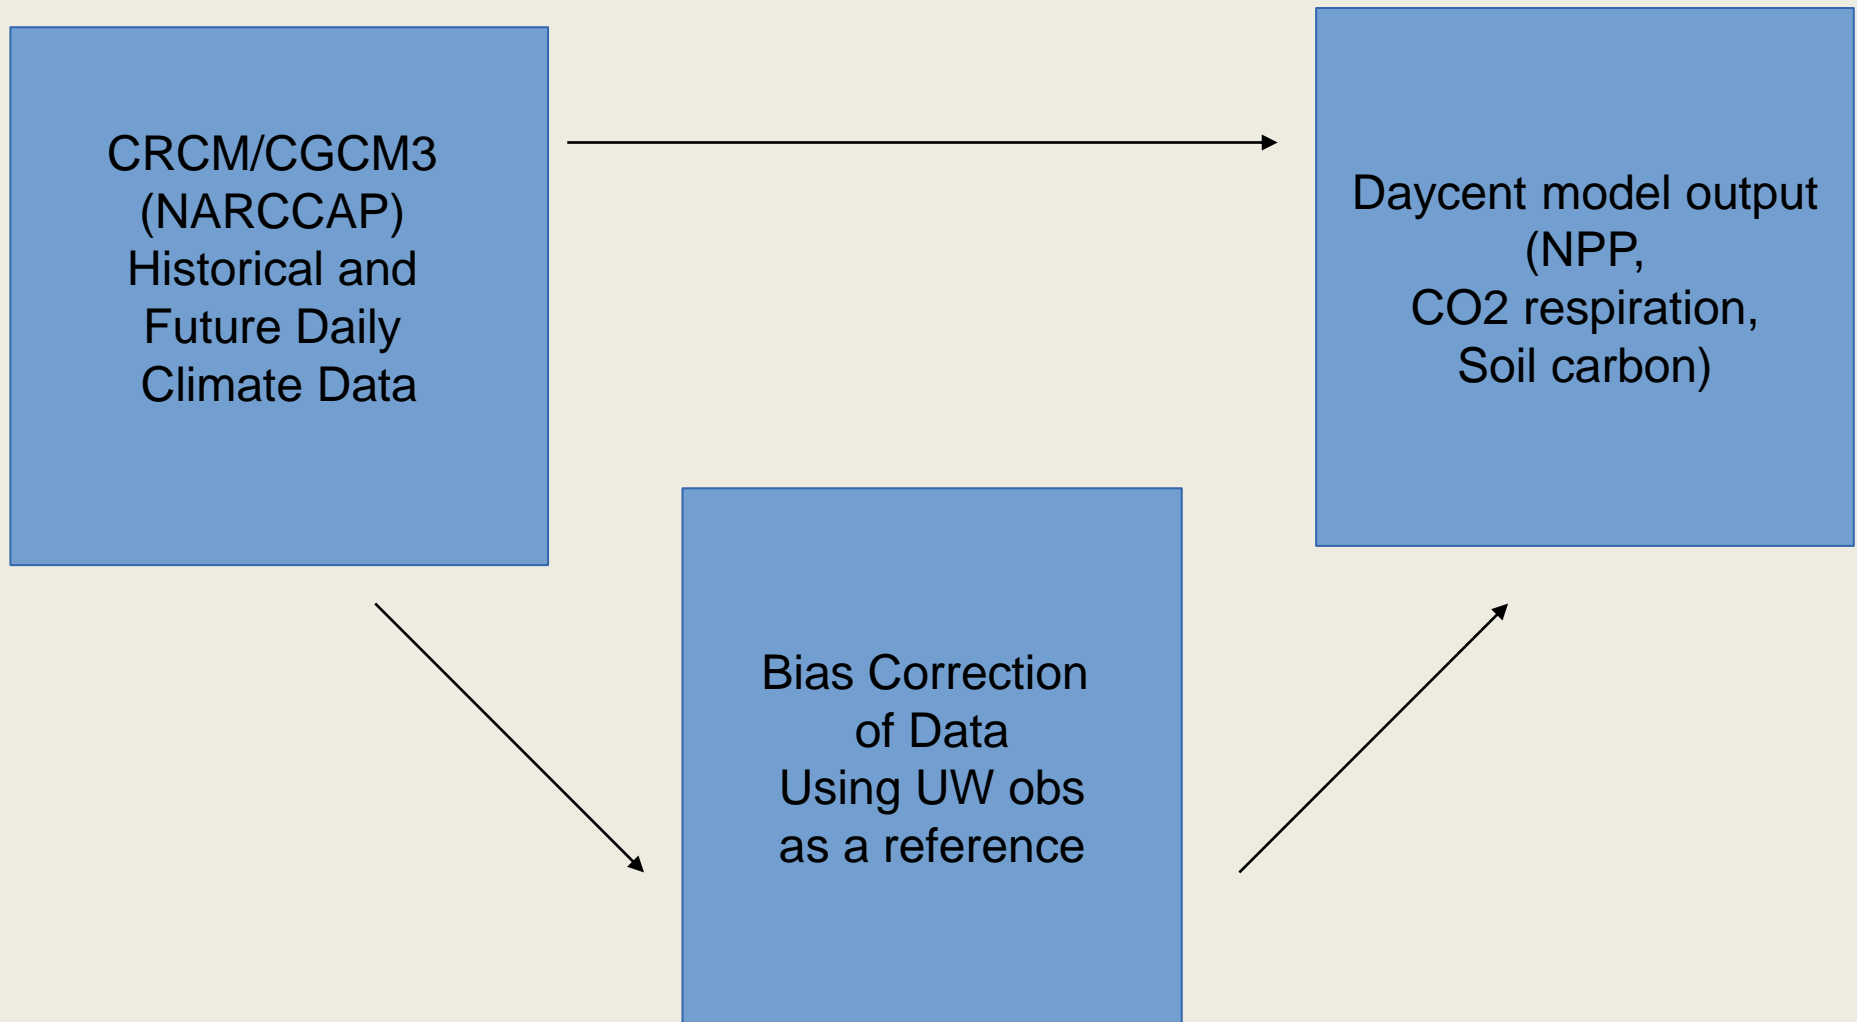 CRCM/CGCM3
(NARCCAP)
Historical and
Future Daily
Climate Data
Daycent model output
(NPP,
CO2 respiration,
Soil carbon)
Bias Correction
of Data
Using UW obs
as a reference